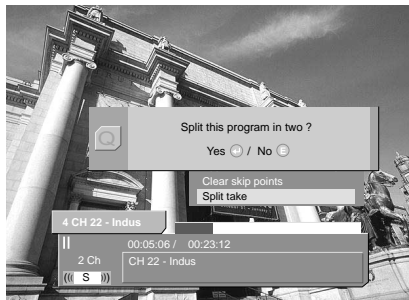 Q
Split this program in two ?
Yes ↵ / No E
Clear skip points
Split take
4 CH 22 - Indus
00:05:06 / 00:23:12
2 Ch
CH 22 - Indus
((( S )))